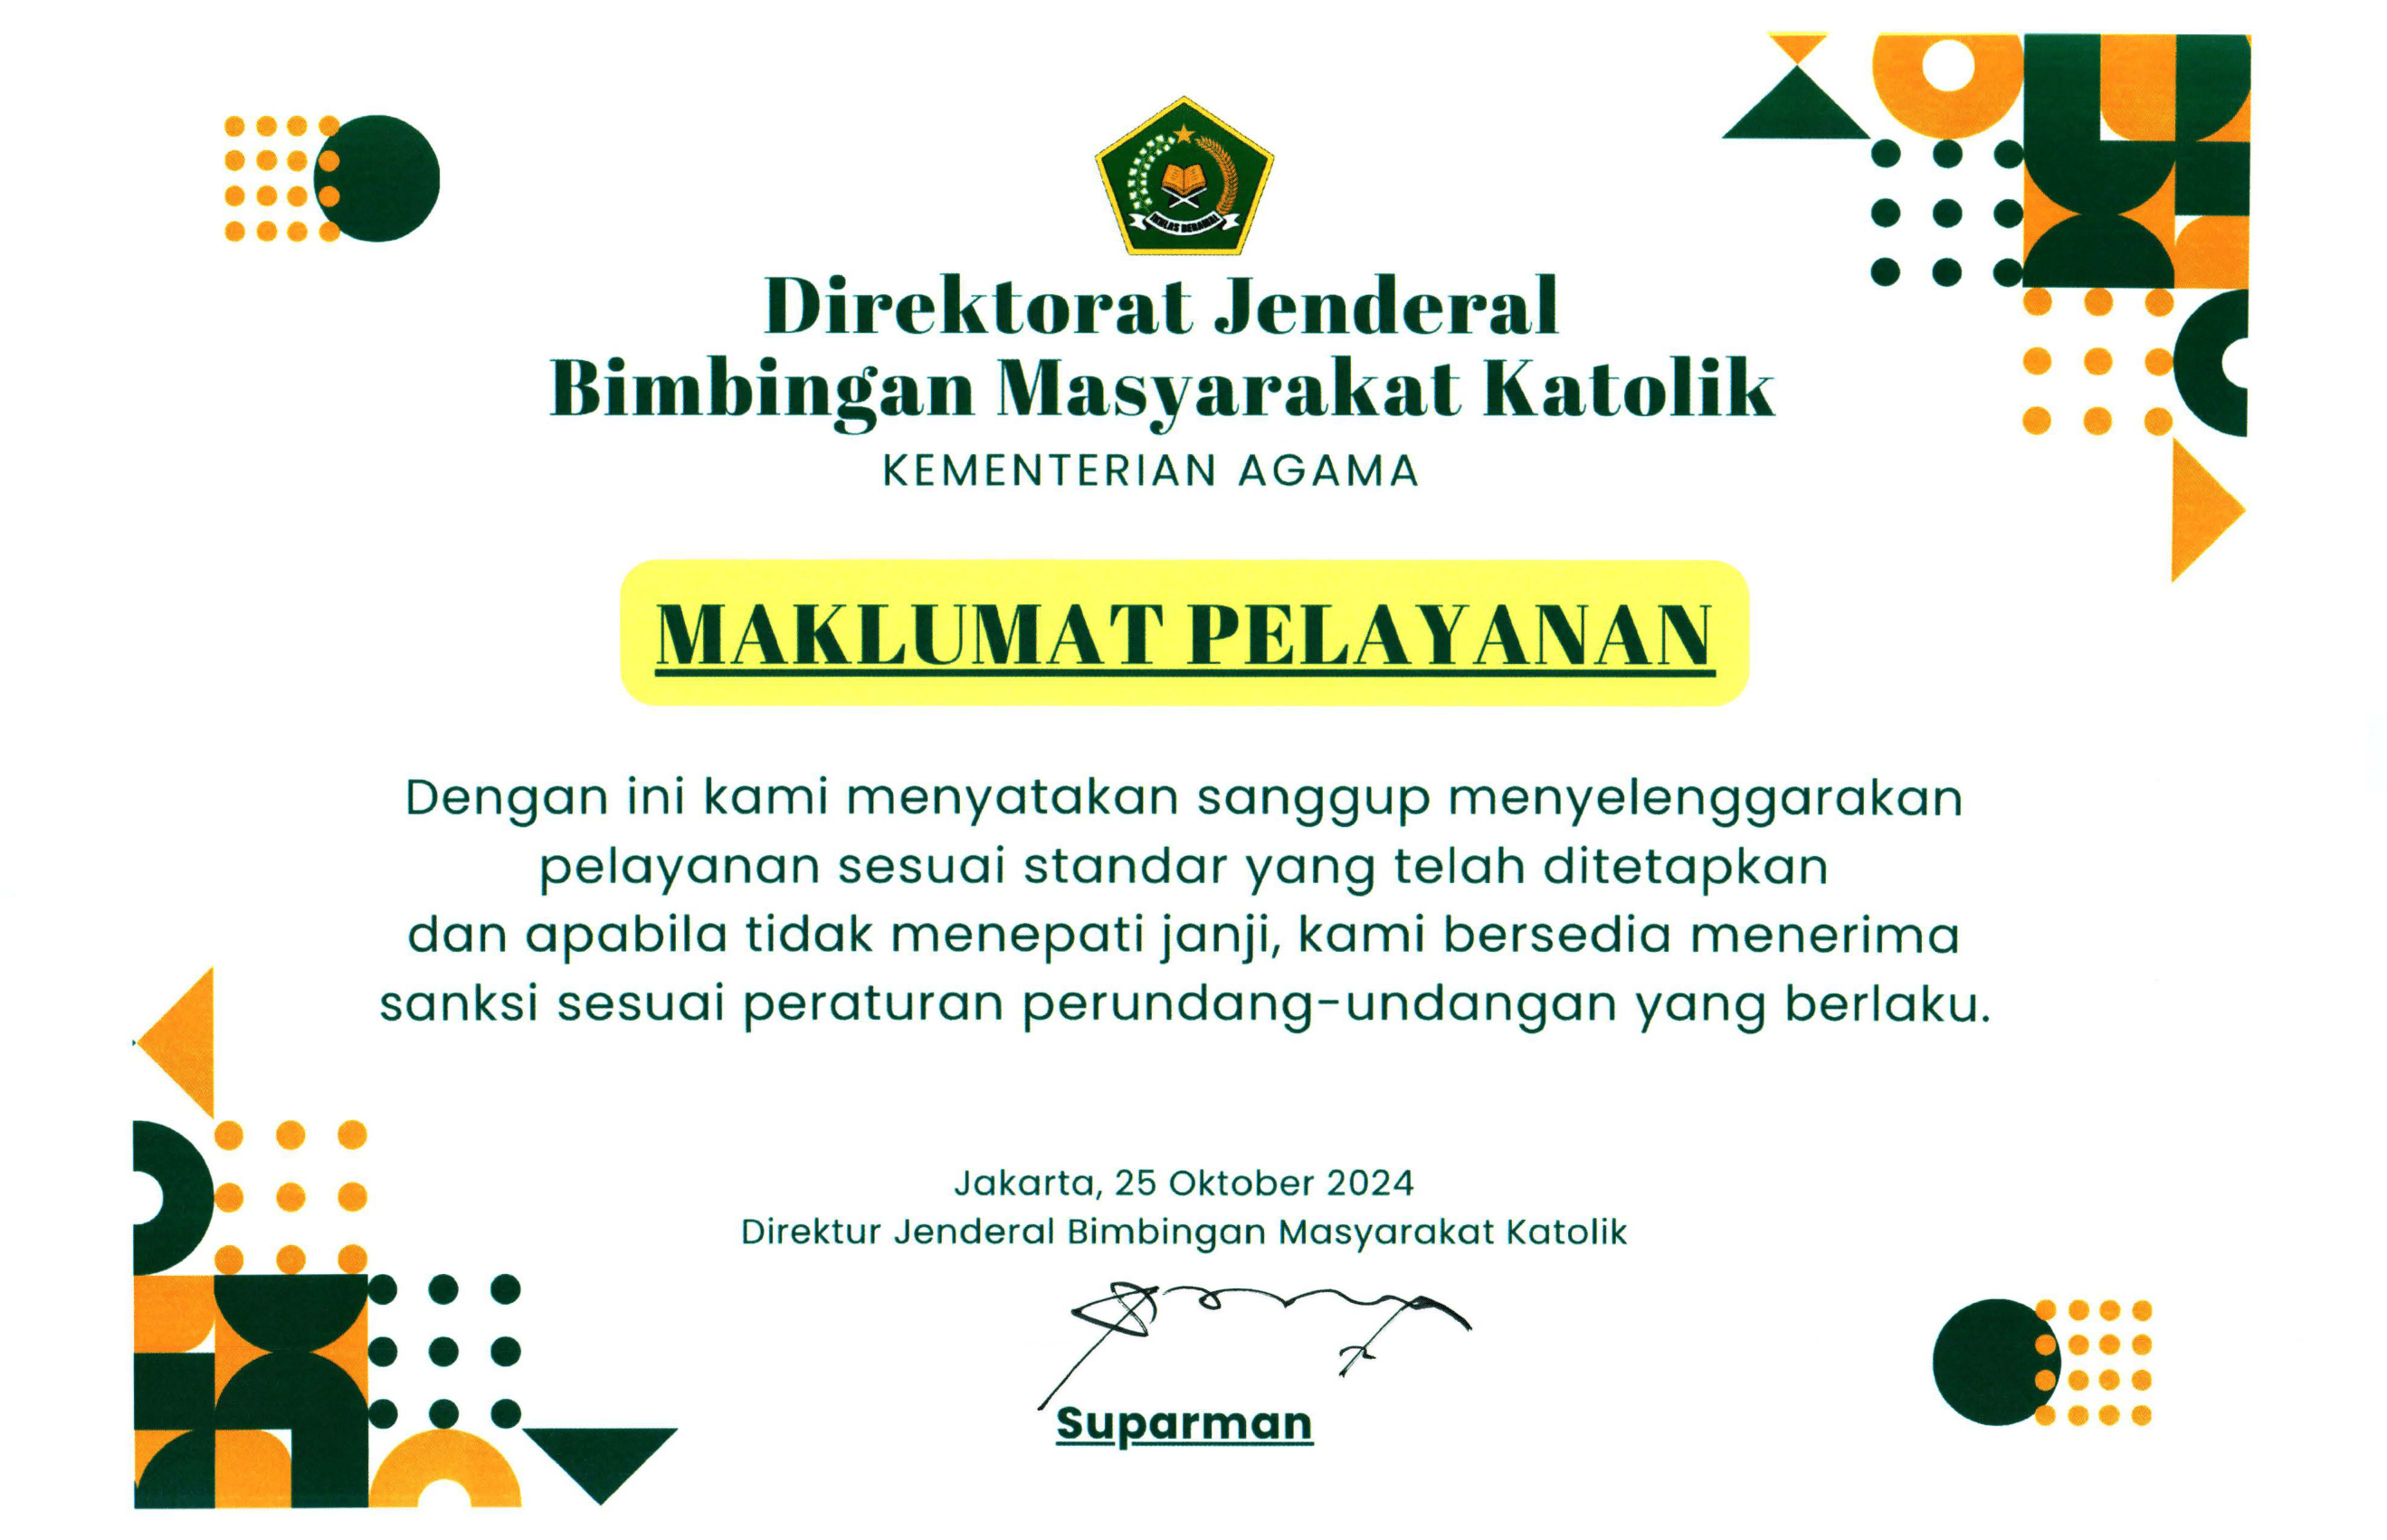 IKHLAS BERAMAL
Direktorat Jenderal
Bimbingan Masyarakat Katolik
KEMENTERIAN AGAMA
MAKLUMAT PELAYANAN
Dengan ini kami menyatakan sanggup menyelenggarakan
pelayanan sesuai standar yang telah ditetapkan
dan apabila tidak menepati janji, kami bersedia menerima
sanksi sesuai peraturan perundang-undangan yang berlaku.
Jakarta, 25 Oktober 2024
Direktur Jenderal Bimbingan Masyarakat Katolik
Suparman